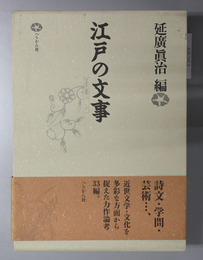 延廣眞治 編
江戸の文事
ぺりかん社
詩文・学問・
芸術…、
近世文学・文化を
多彩な方面から
捉えた力作論考
33編。
ぺりかん社